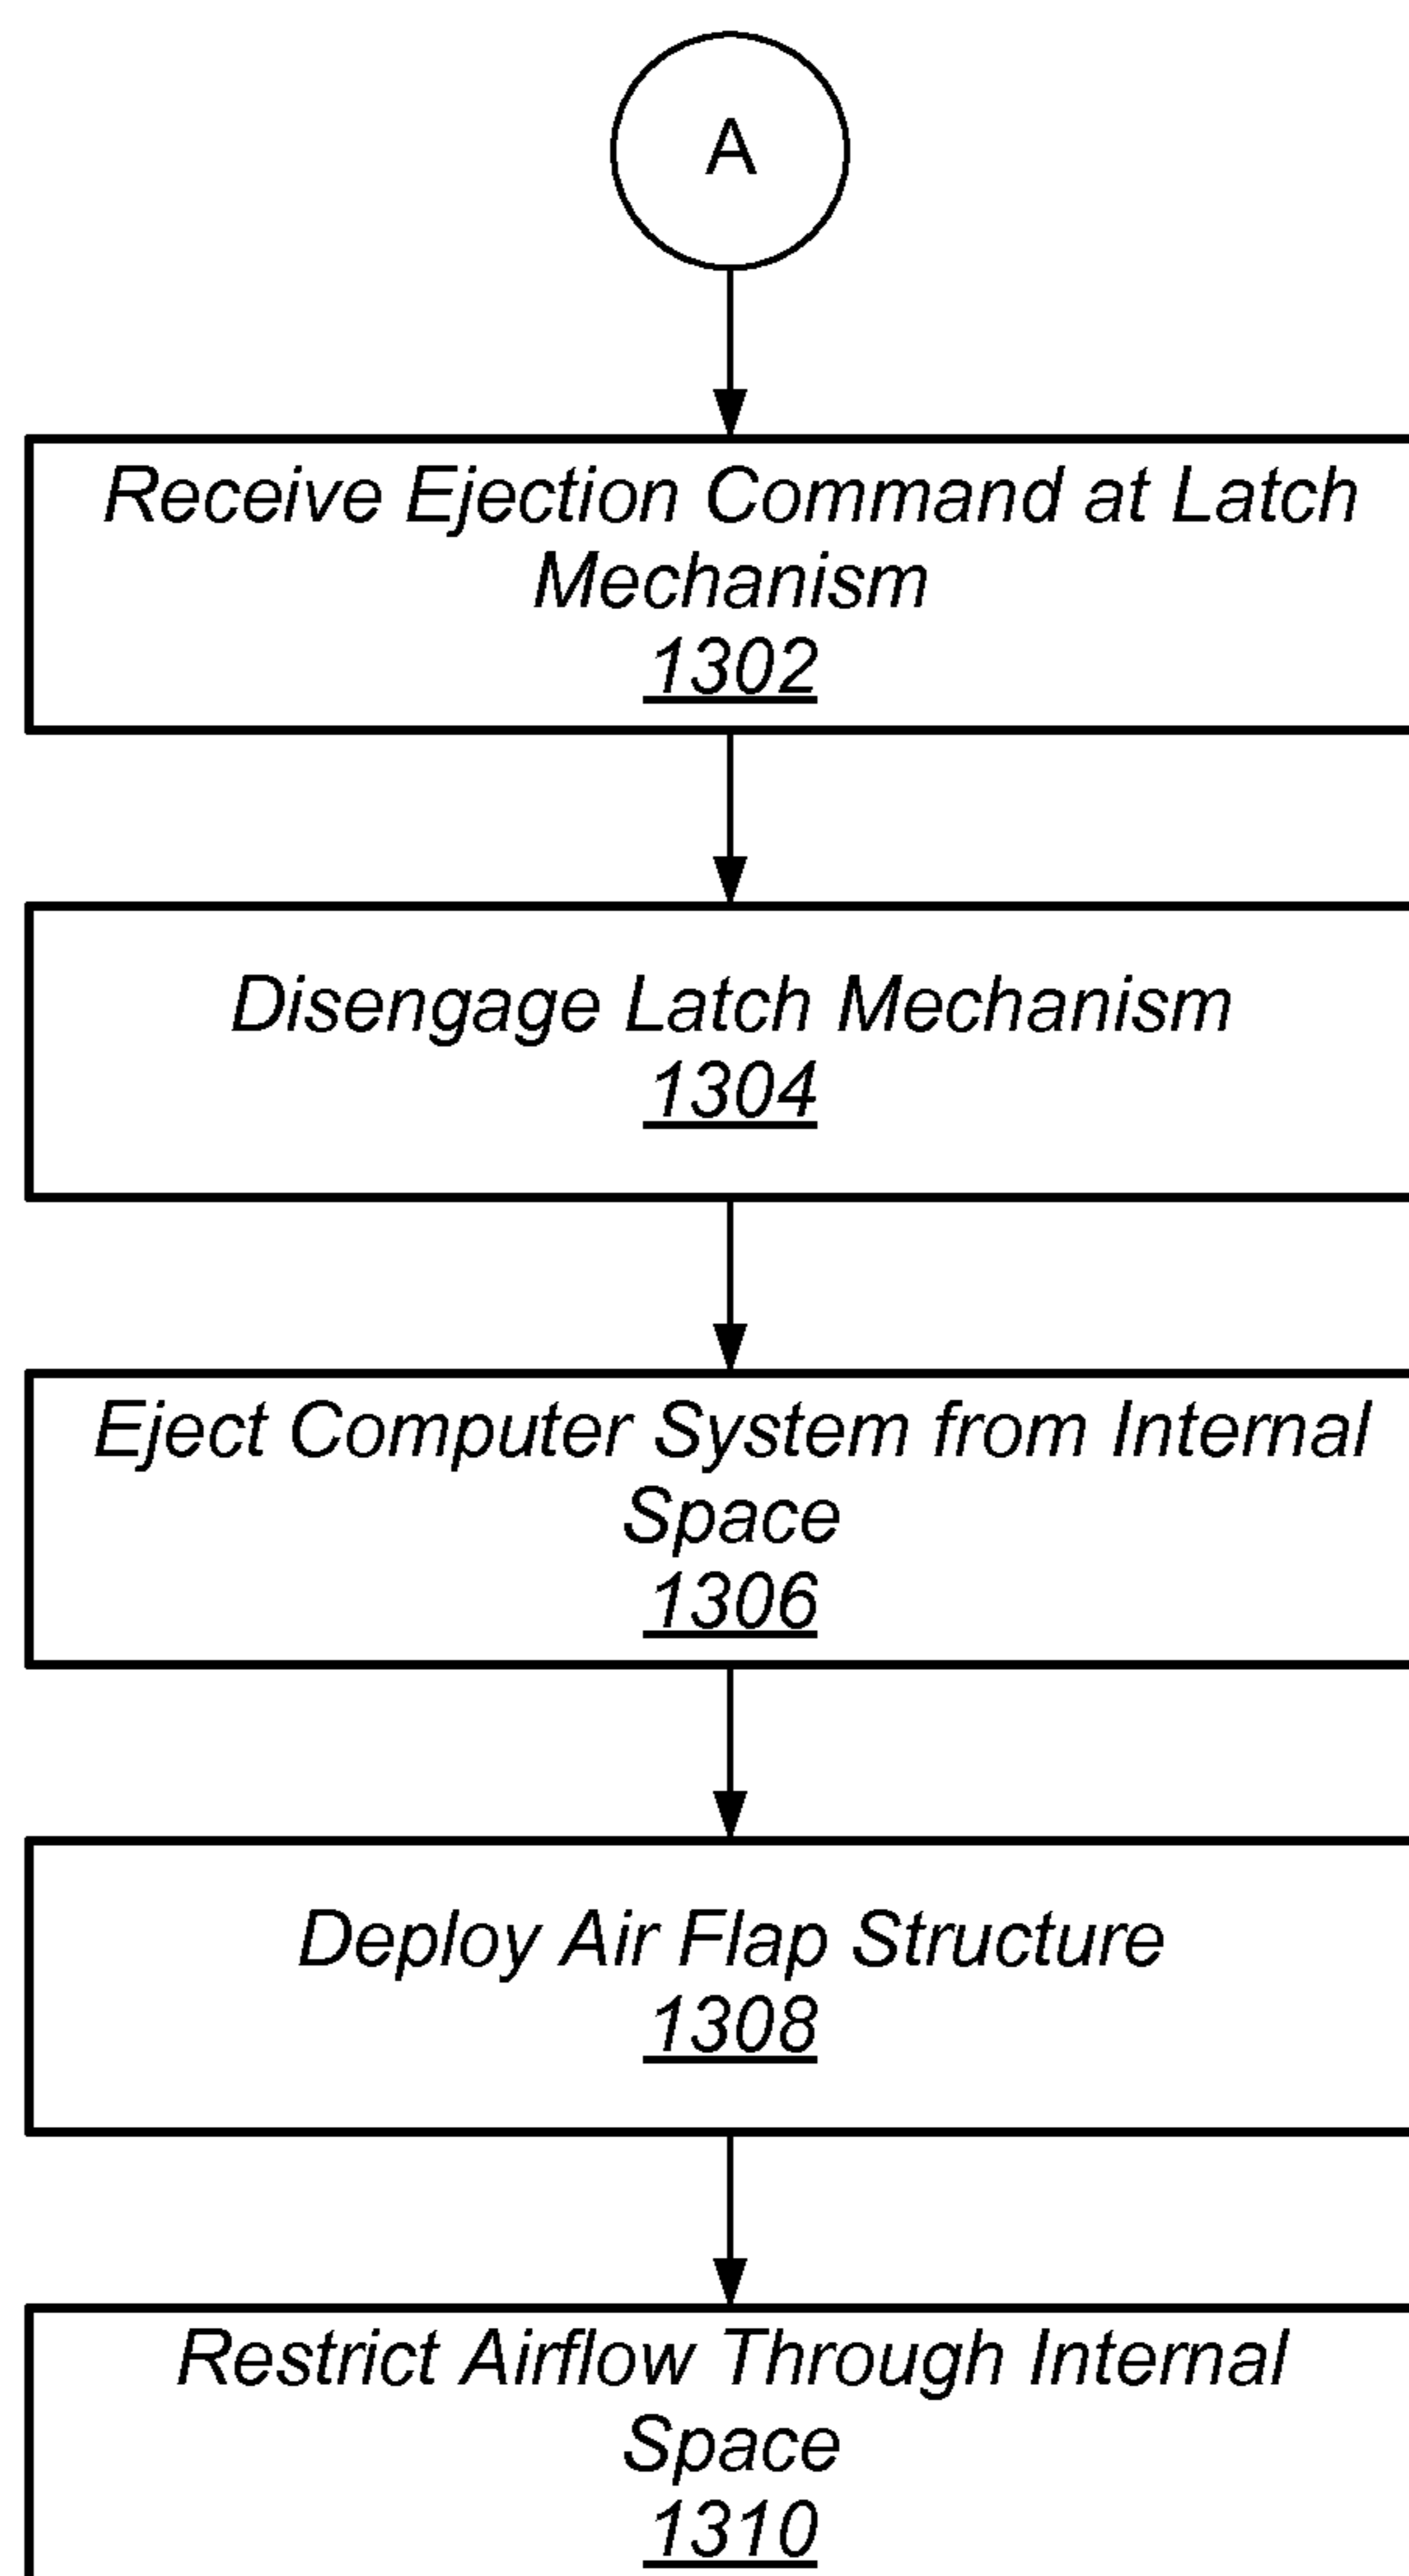 A
Receive Ejection Command at Latch
Mechanism
1302
Disengage Latch Mechanism
1304
Eject Computer System from Internal
Space
1306
Deploy Air Flap Structure
1308
Restrict Airflow Through Internal
Space
1310